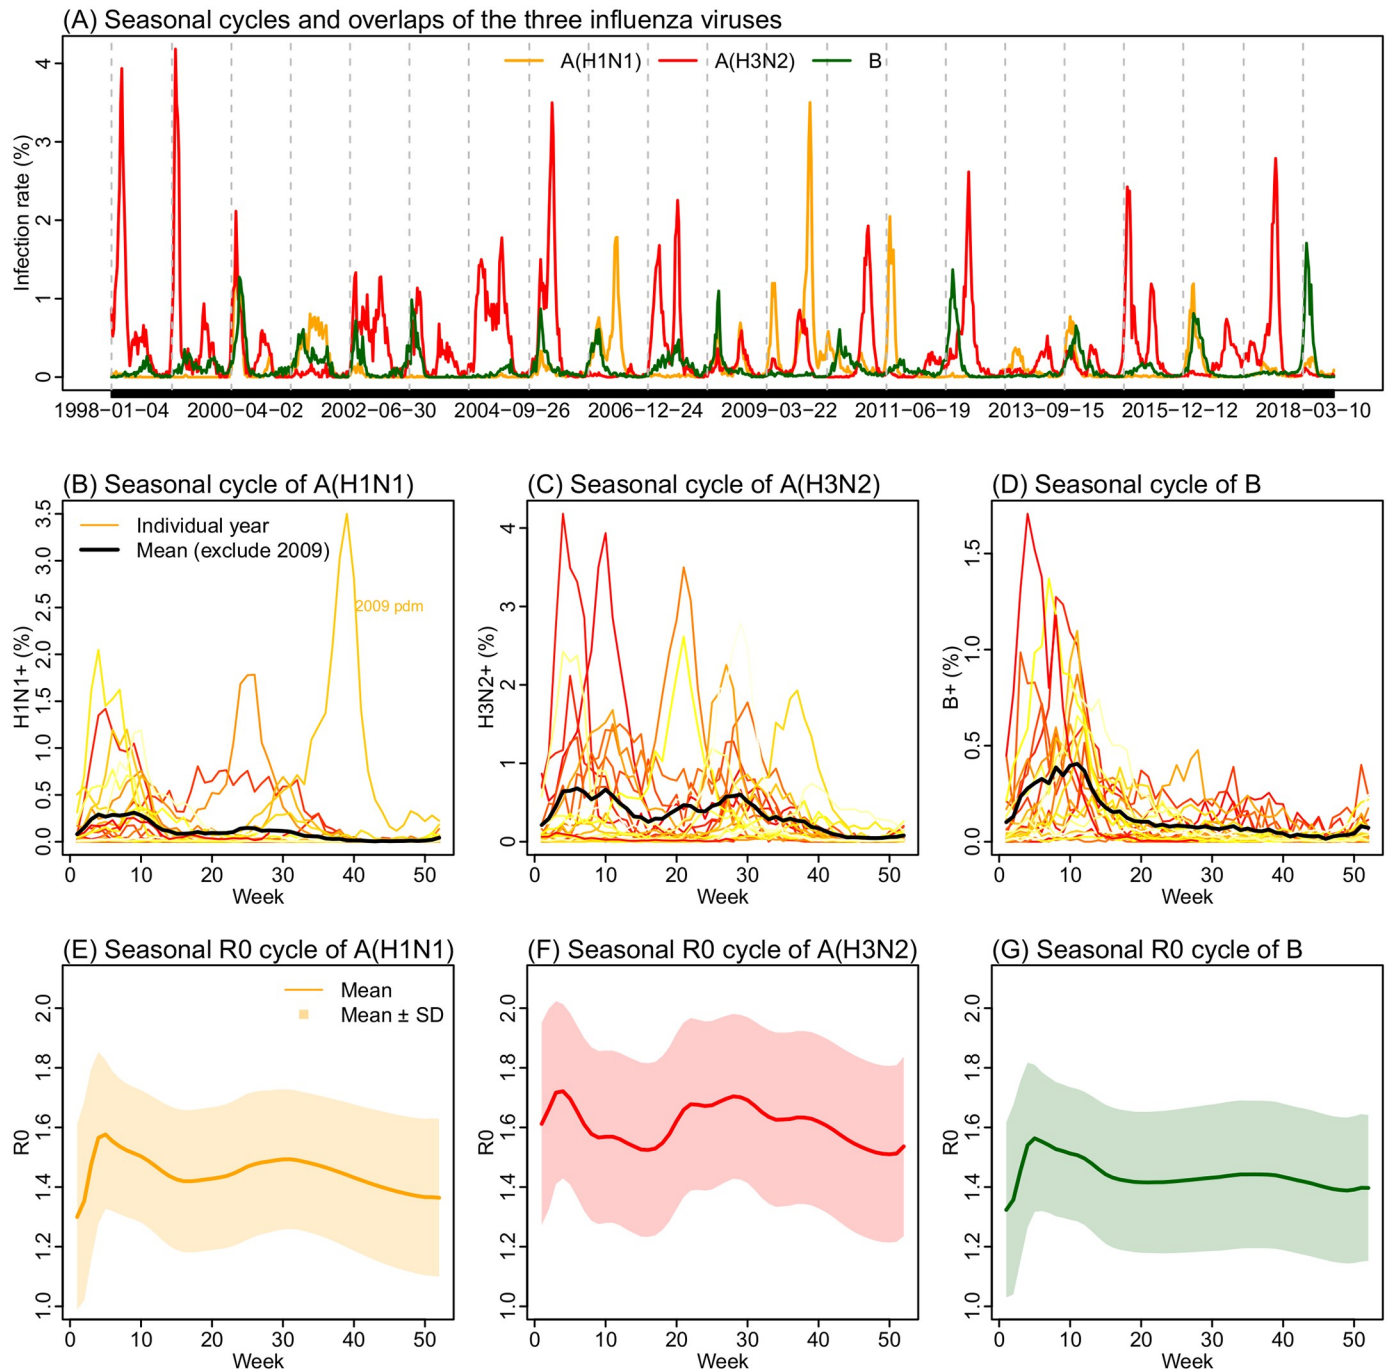 (A) Seasonal cycles and overlaps of the three influenza viruses
A(H1N1) A(H3N2) B
Infection rate (%)
4
3
2
1
0
1998−01−04 2000−04−02 2002−06−30 2004−09−26 2006−12−24 2009−03−22 2011−06−19 2013−09−15 2015−12−12 2018−03−10
(B) Seasonal cycle of A(H1N1)
Individual year
Mean (exclude 2009)
2009 pdm
H1N1+ (%)
0.0 0.5 1.0 1.5 2.0 2.5 3.0 3.5
0 10 20 30 40 50
Week
(C) Seasonal cycle of A(H3N2)
H3N2+ (%)
0 1 2 3 4
0 10 20 30 40 50
Week
(D) Seasonal cycle of B
B+ (%)
0.0 0.5 1.0 1.5
0 10 20 30 40 50
Week
(E) Seasonal R0 cycle of A(H1N1)
Mean
Mean ± SD
R0
1.0 1.2 1.4 1.6 1.8 2.0
0 10 20 30 40 50
Week
(F) Seasonal R0 cycle of A(H3N2)
R0
1.0 1.2 1.4 1.6 1.8 2.0
0 10 20 30 40 50
Week
(G) Seasonal R0 cycle of B
R0
1.0 1.2 1.4 1.6 1.8 2.0
0 10 20 30 40 50
Week